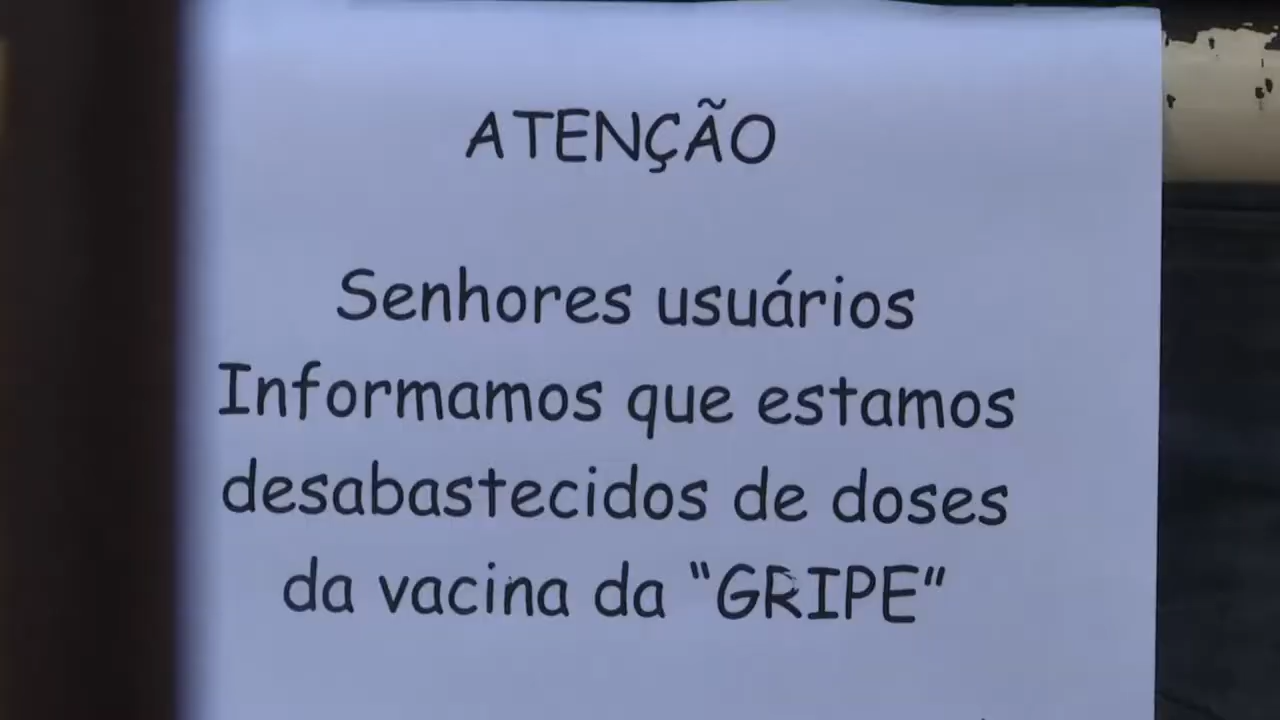 ATENÇÃO
Senhores usuários
Informamos que estamos
desabastecidos de doses
da vacina da "GRIPE"